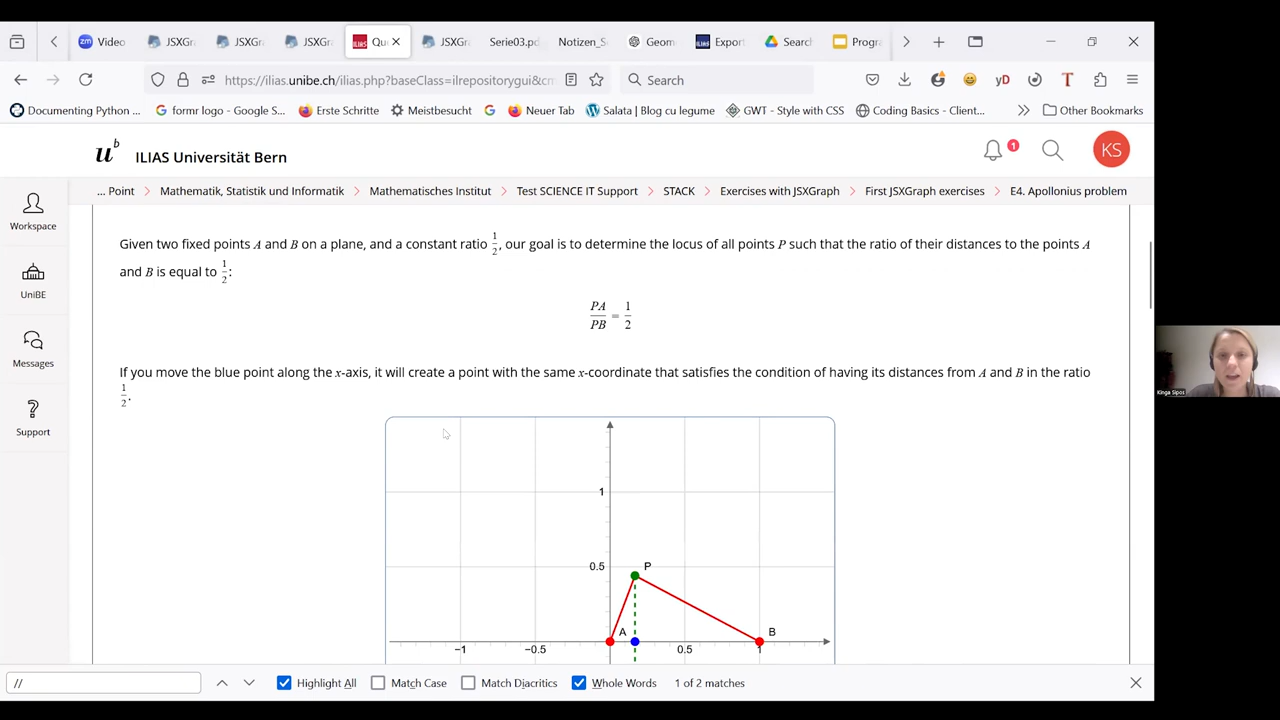 Video
JSXGr
JSXGr
JSXGr
Qu
JSXGr
Serie03.pd
Notizen_S
Geom
Export
Search
Progra
https://ilias.unibe.ch/ilias.php?baseClass=ilrepositorygui&cm
Search
Documenting Python ...
formr logo - Google S...
Erste Schritte
Meistbesucht
Neuer Tab
Salata | Blog cu legume
GWT - Style with CSS
Coding Basics - Client...
Other Bookmarks
u^b ILIAS Universität Bern
1
KS
... Point
Mathematik, Statistik und Informatik
Mathematisches Institut
Test SCIENCE IT Support
STACK
Exercises with JSXGraph
First JSXGraph exercises
E4. Apollonius problem
Workspace
UniBE
Messages
Support
Given two fixed points A and B on a plane, and a constant ratio 1/2, our goal is to determine the locus of all points P such that the ratio of their distances to the points A
and B is equal to 1/2:
PA/PB = 1/2
If you move the blue point along the x-axis, it will create a point with the same x-coordinate that satisfies the condition of having its distances from A and B in the ratio
1/2.
1
0.5
P
A
B
−1
−0.5
0.5
1
Kinga Sipos
//
Highlight All
Match Case
Match Diacritics
Whole Words
1 of 2 matches